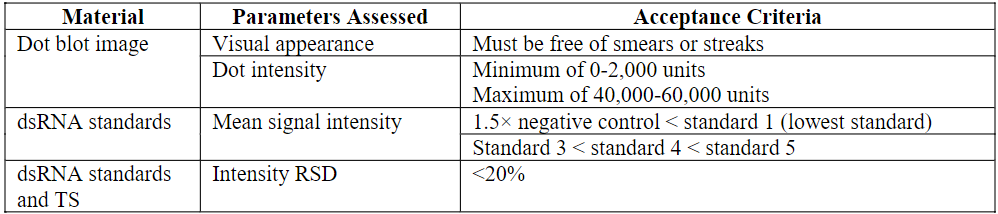 Material Parameters Assessed Acceptance Criteria
Dot blot image Visual appearance Must be free of smears or streaks
Dot intensity Minimum of 0-2,000 units
Maximum of 40,000-60,000 units
dsRNA standards Mean signal intensity 1.5× negative control < standard 1 (lowest standard)
Standard 3 < standard 4 < standard 5
dsRNA standards Intensity RSD <20%
and TS